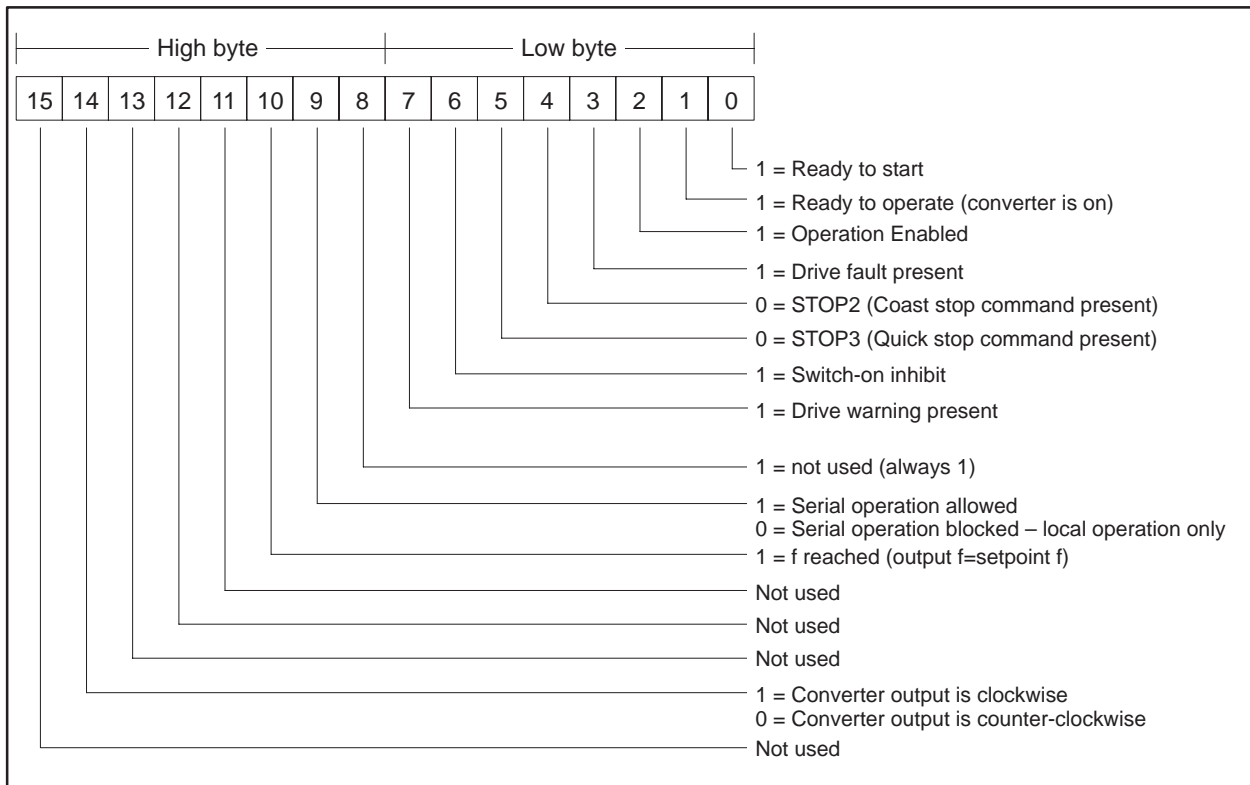 High byte Low byte
15 14 13 12 11 10 9 8 7 6 5 4 3 2 1 0
1 = Ready to start
1 = Ready to operate (converter is on)
1 = Operation Enabled
1 = Drive fault present
0 = STOP2 (Coast stop command present)
0 = STOP3 (Quick stop command present)
1 = Switch-on inhibit
1 = Drive warning present
1 = not used (always 1)
1 = Serial operation allowed
0 = Serial operation blocked – local operation only
1 = f reached (output f=setpoint f)
Not used
Not used
Not used
1 = Converter output is clockwise
0 = Converter output is counter-clockwise
Not used